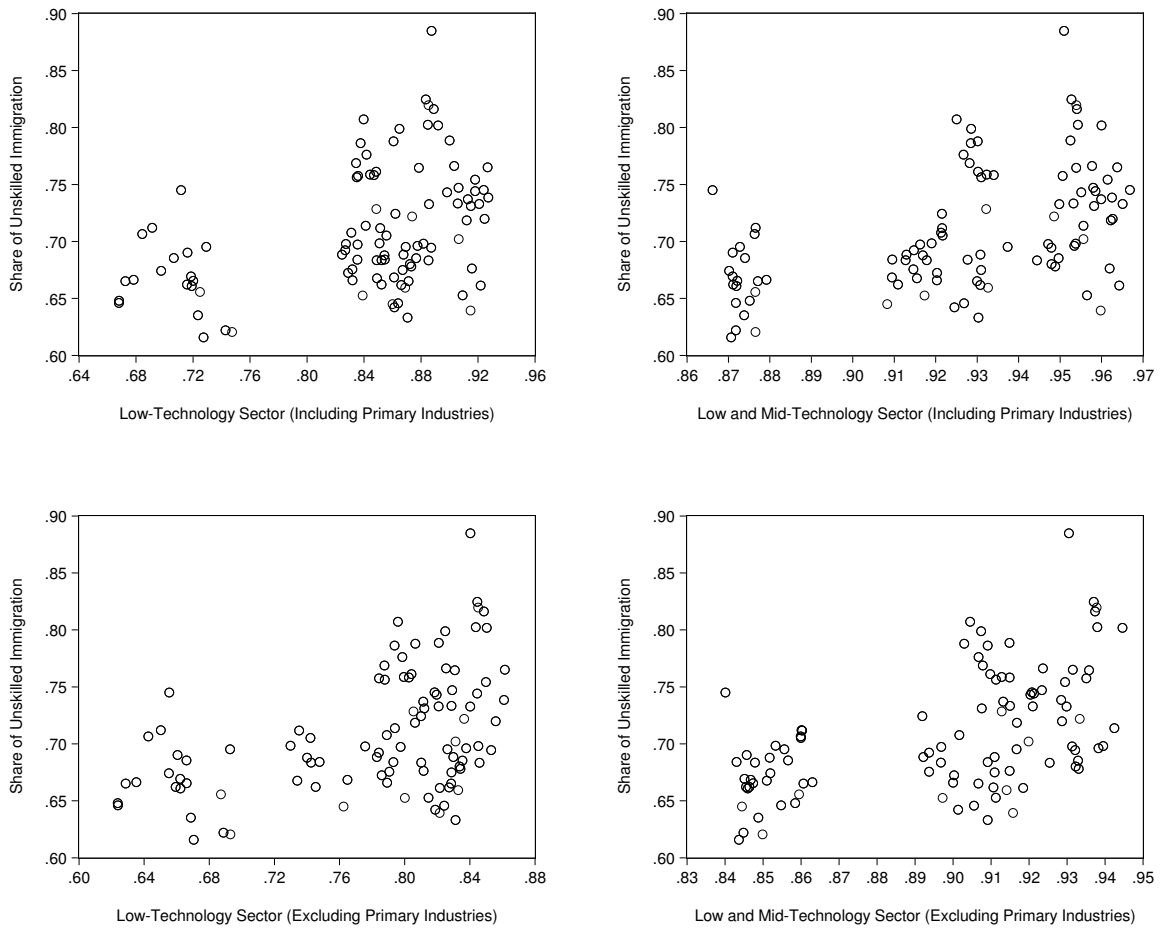 .90
.85
.80
.75
.70
.65
.60
Share of Unskilled Immigration
.64 .68 .72 .76 .80 .84 .88 .92 .96
Low-Technology Sector (Including Primary Industries)
.90
.85
.80
.75
.70
.65
.60
Share of Unskilled Immigration
.86 .87 .88 .89 .90 .91 .92 .93 .94 .95 .96 .97
Low and Mid-Technology Sector (Including Primary Industries)
.90
.85
.80
.75
.70
.65
.60
Share of Unskilled Immigration
.60 .64 .68 .72 .76 .80 .84 .88
Low-Technology Sector (Excluding Primary Industries)
.90
.85
.80
.75
.70
.65
.60
Share of Unskilled Immigration
.83 .84 .85 .86 .87 .88 .89 .90 .91 .92 .93 .94 .95
Low and Mid-Technology Sector (Excluding Primary Industries)